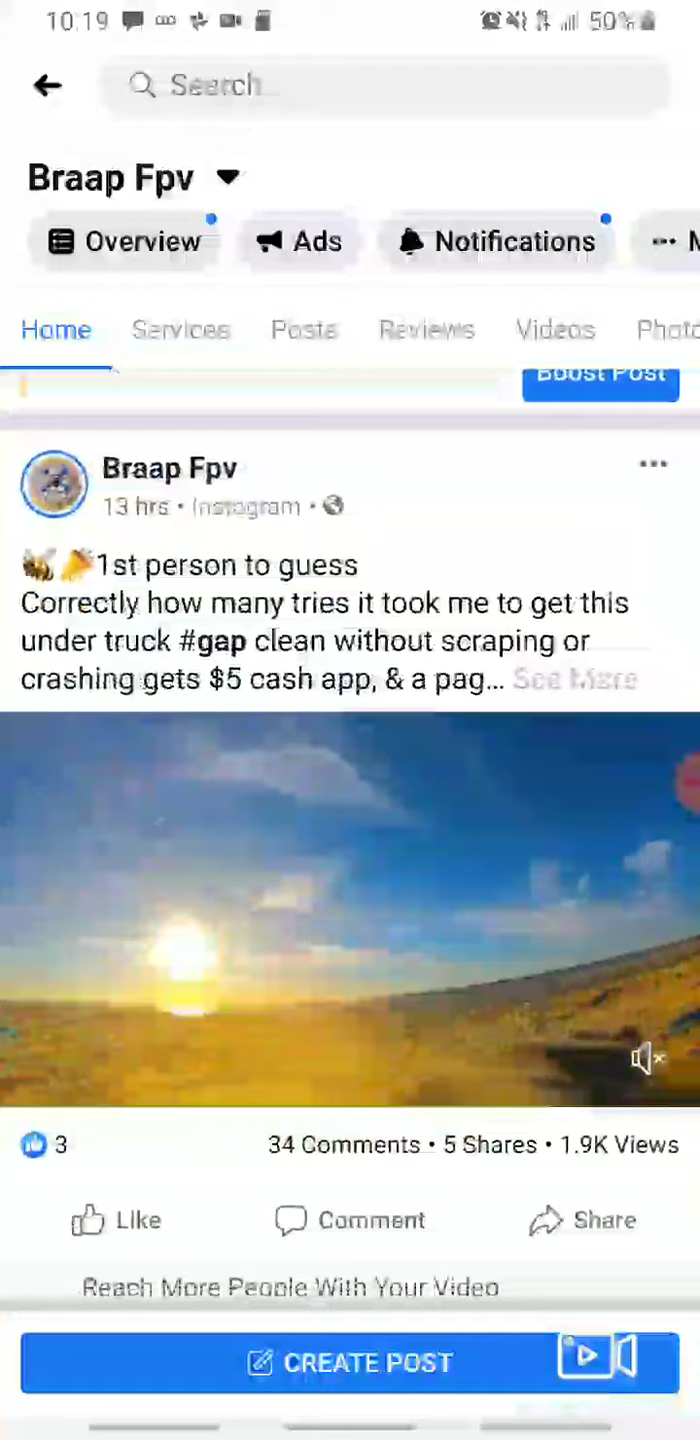 10:19 50%
Search
Braap Fpv
Overview Ads Notifications M
Home Services Posts Reviews Videos Photo
Boost Post
Braap Fpv
13 hrs • Instagram •
1st person to guess
Correctly how many tries it took me to get this
under truck #gap clean without scraping or
crashing gets $5 cash app, & a pag... See More
3 34 Comments • 5 Shares • 1.9K Views
Like Comment Share
Reach More People With Your Video
CREATE POST